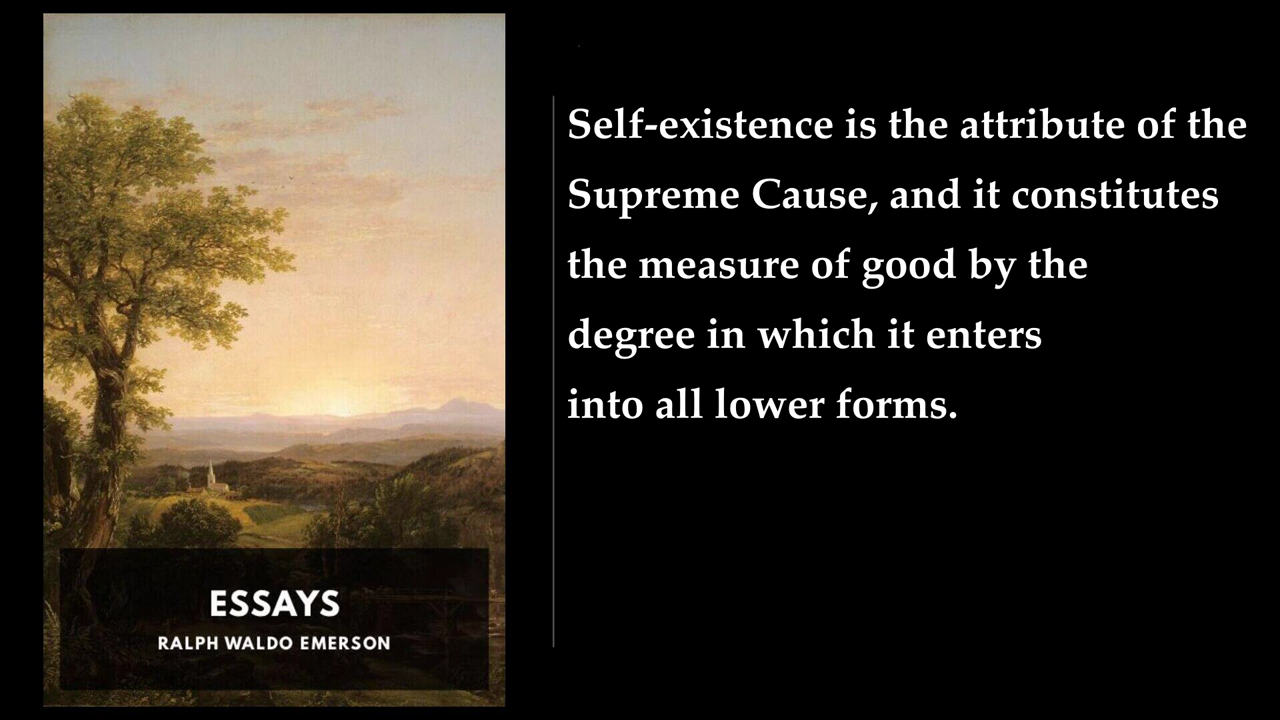 ESSAYS
RALPH WALDO EMERSON
Self-existence is the attribute of the
Supreme Cause, and it constitutes
the measure of good by the
degree in which it enters
into all lower forms.